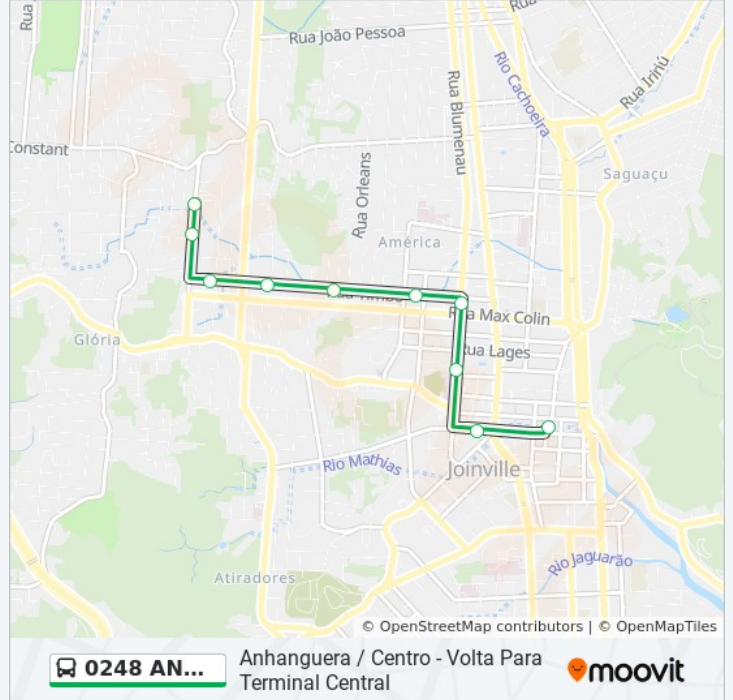 Rua
Rua João Pessoa
Rua
Rio Cachoeira
Rua Iririú
Rua Blumenau
Constant
Rua Orleans
Saguaçu
América
Rua Max Colin
Rua Lages
Glória
Rio Mathias
Joinville
Rio Jaguarão
Atiradores
© OpenStreetMap contributors | © OpenMapTiles
0248 AN...
Anhanguera / Centro - Volta Para
Terminal Central
moovit